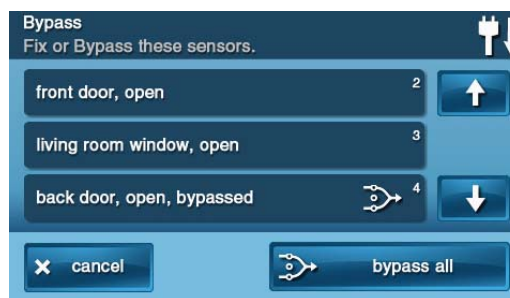 Bypass
Fix or Bypass these sensors.
front door, open 2
living room window, open 3
back door, open, bypassed 4
cancel
bypass all